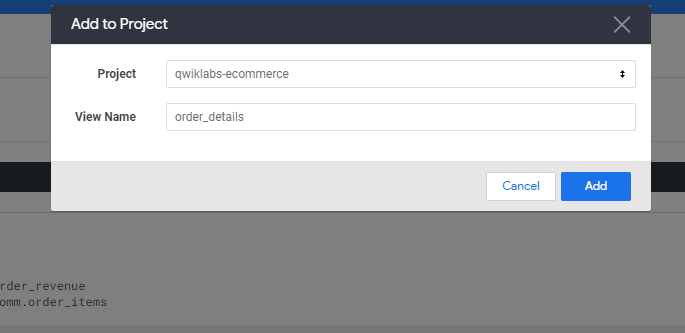 Add to Project
Project qwiklabs-ecommerce
View Name order_details
Cancel Add
rder_revenue
omm.order_items